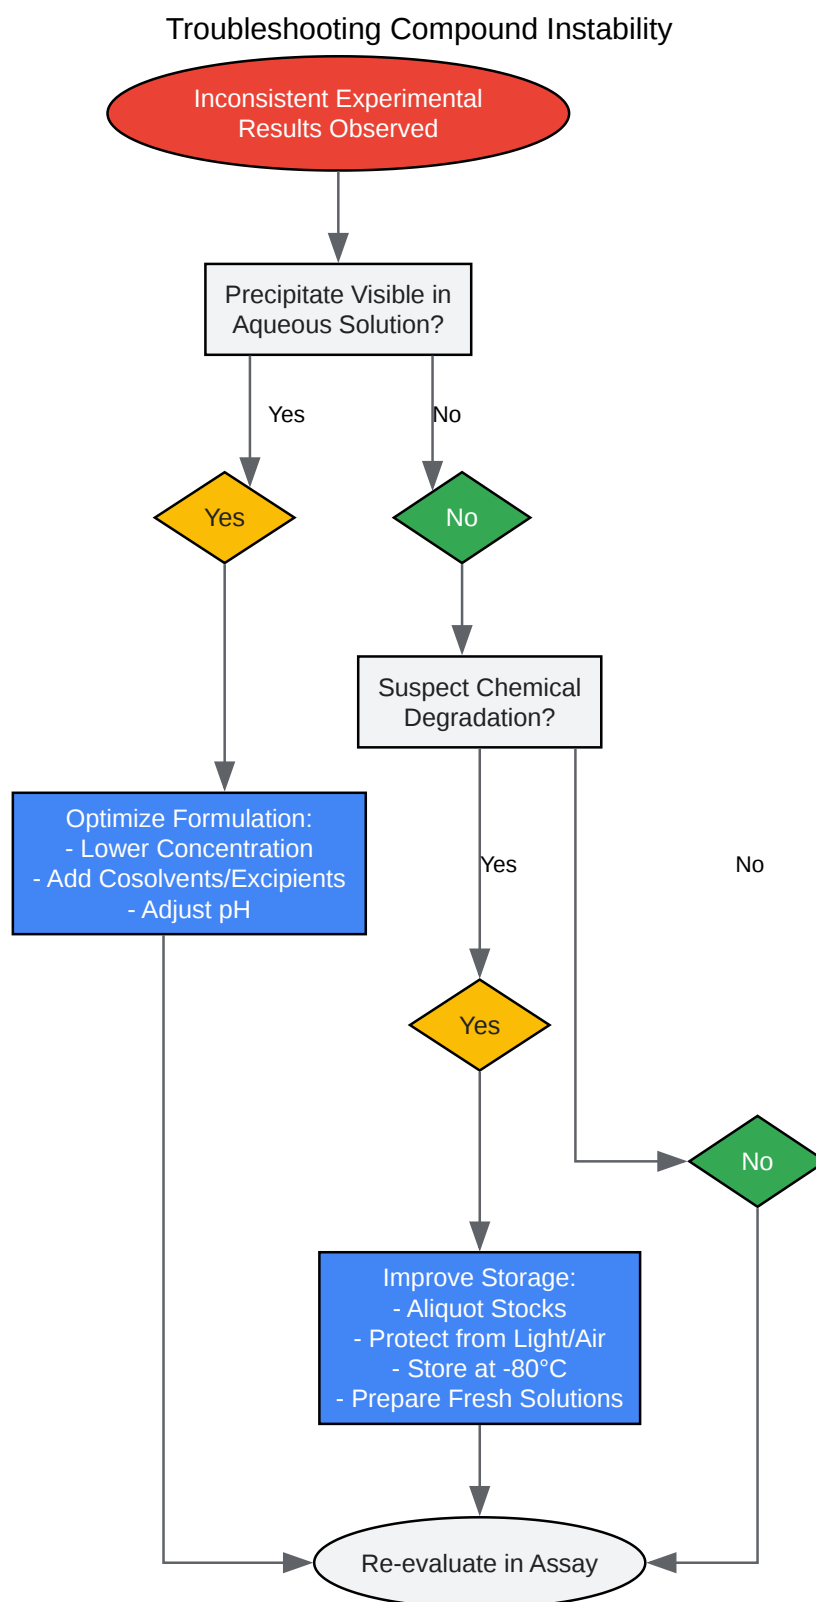 Troubleshooting Compound Instability
Inconsistent Experimental
Results Observed
Precipitate Visible in
Aqueous Solution?
Yes
No
Yes
No
Suspect Chemical
Degradation?
Optimize Formulation:
- Lower Concentration
- Add Cosolvents/Excipients
- Adjust pH
Yes
No
Yes
No
Improve Storage:
- Aliquot Stocks
- Protect from Light/Air
- Store at -80°C
- Prepare Fresh Solutions
Re-evaluate in Assay